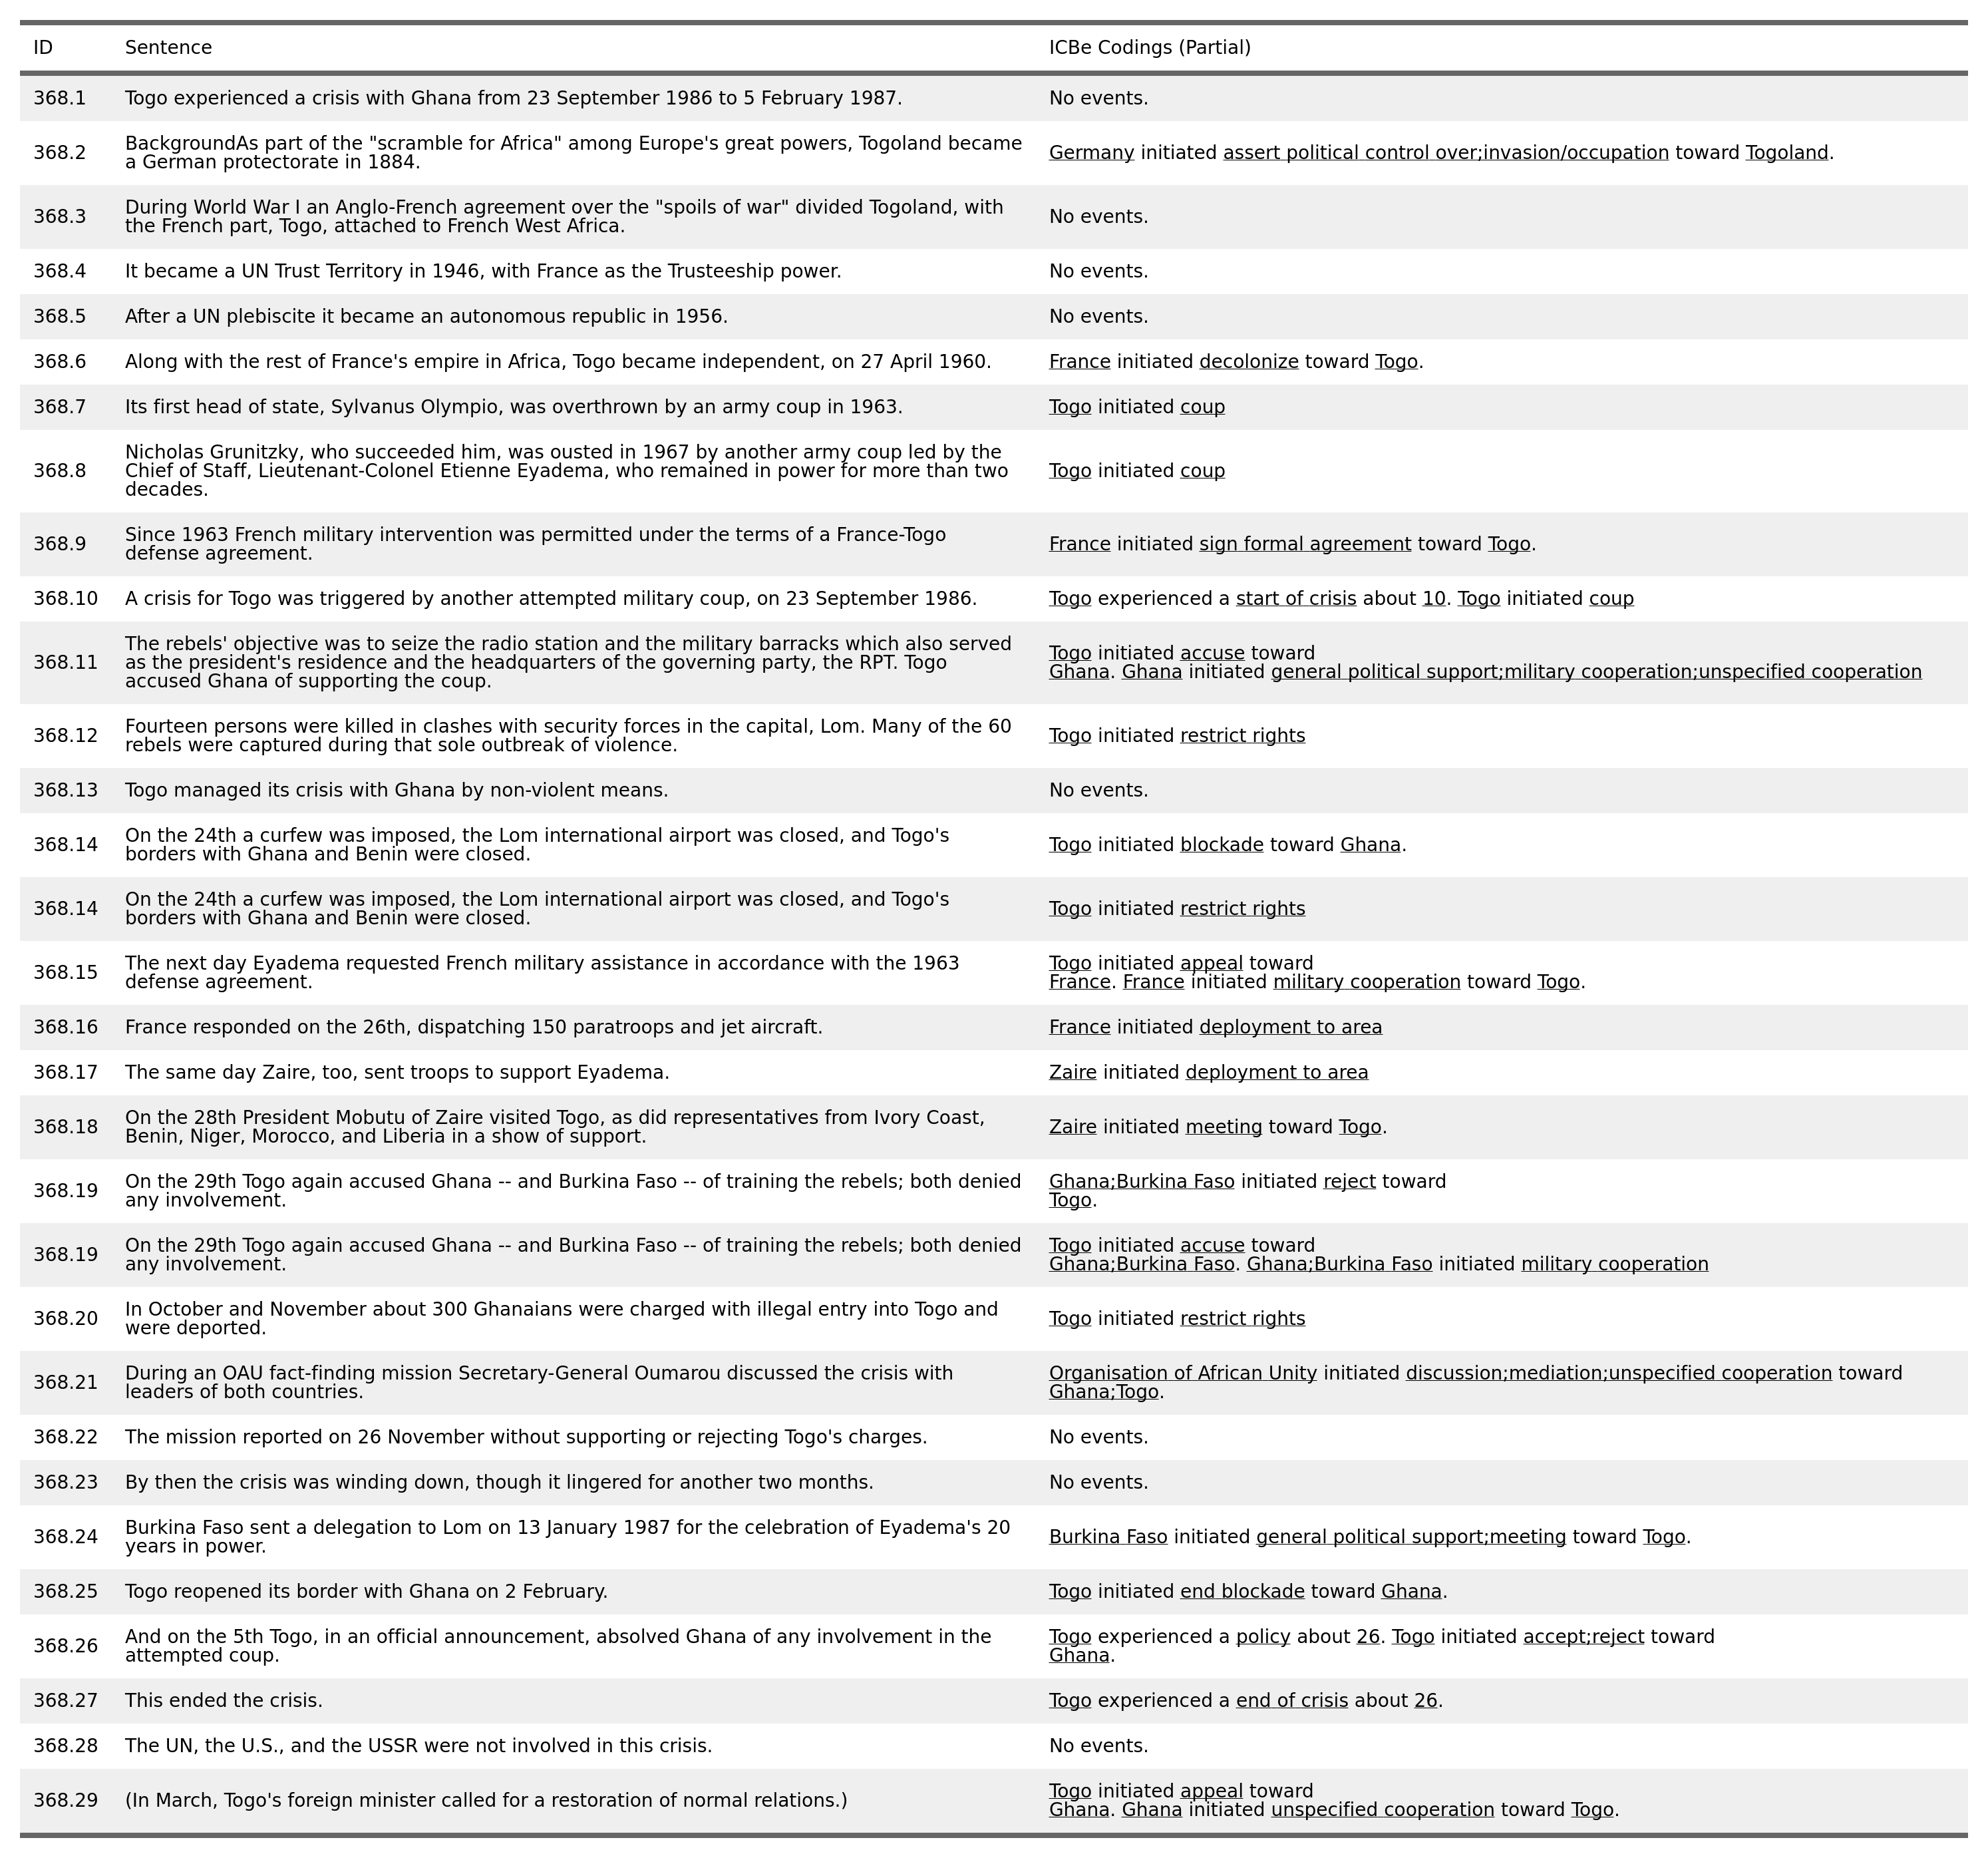 ID Sentence ICBe Codings (Partial)
368.1 Togo experienced a crisis with Ghana from 23 September 1986 to 5 February 1987. No events.
368.2 BackgroundAs part of the "scramble for Africa" among Europe's great powers, Togoland became
a German protectorate in 1884. Germany initiated assert political control over;invasion/occupation toward Togoland.
368.3 During World War I an Anglo-French agreement over the "spoils of war" divided Togoland, with
the French part, Togo, attached to French West Africa. No events.
368.4 It became a UN Trust Territory in 1946, with France as the Trusteeship power. No events.
368.5 After a UN plebiscite it became an autonomous republic in 1956. No events.
368.6 Along with the rest of France's empire in Africa, Togo became independent, on 27 April 1960. France initiated decolonize toward Togo.
368.7 Its first head of state, Sylvanus Olympio, was overthrown by an army coup in 1963. Togo initiated coup
368.8 Nicholas Grunitzky, who succeeded him, was ousted in 1967 by another army coup led by the
Chief of Staff, Lieutenant-Colonel Etienne Eyadema, who remained in power for more than two
decades. Togo initiated coup
368.9 Since 1963 French military intervention was permitted under the terms of a France-Togo
defense agreement. France initiated sign formal agreement toward Togo.
368.10 A crisis for Togo was triggered by another attempted military coup, on 23 September 1986. Togo experienced a start of crisis about 10. Togo initiated coup
368.11 The rebels' objective was to seize the radio station and the military barracks which also served
as the president's residence and the headquarters of the governing party, the RPT. Togo
accused Ghana of supporting the coup. Togo initiated accuse toward
Ghana. Ghana initiated general political support;military cooperation;unspecified cooperation
368.12 Fourteen persons were killed in clashes with security forces in the capital, Lom. Many of the 60
rebels were captured during that sole outbreak of violence. Togo initiated restrict rights
368.13 Togo managed its crisis with Ghana by non-violent means. No events.
368.14 On the 24th a curfew was imposed, the Lom international airport was closed, and Togo's
borders with Ghana and Benin were closed. Togo initiated blockade toward Ghana.
368.14 On the 24th a curfew was imposed, the Lom international airport was closed, and Togo's
borders with Ghana and Benin were closed. Togo initiated restrict rights
368.15 The next day Eyadema requested French military assistance in accordance with the 1963
defense agreement. Togo initiated appeal toward
France. France initiated military cooperation toward Togo.
368.16 France responded on the 26th, dispatching 150 paratroops and jet aircraft. France initiated deployment to area
368.17 The same day Zaire, too, sent troops to support Eyadema. Zaire initiated deployment to area
368.18 On the 28th President Mobutu of Zaire visited Togo, as did representatives from Ivory Coast,
Benin, Niger, Morocco, and Liberia in a show of support. Zaire initiated meeting toward Togo.
368.19 On the 29th Togo again accused Ghana -- and Burkina Faso -- of training the rebels; both denied
any involvement. Ghana;Burkina Faso initiated reject toward
Togo.
368.19 On the 29th Togo again accused Ghana -- and Burkina Faso -- of training the rebels; both denied
any involvement. Togo initiated accuse toward
Ghana;Burkina Faso. Ghana;Burkina Faso initiated military cooperation
368.20 In October and November about 300 Ghanaians were charged with illegal entry into Togo and
were deported. Togo initiated restrict rights
368.21 During an OAU fact-finding mission Secretary-General Oumarou discussed the crisis with
leaders of both countries. Organisation of African Unity initiated discussion;mediation;unspecified cooperation toward
Ghana;Togo.
368.22 The mission reported on 26 November without supporting or rejecting Togo's charges. No events.
368.23 By then the crisis was winding down, though it lingered for another two months. No events.
368.24 Burkina Faso sent a delegation to Lom on 13 January 1987 for the celebration of Eyadema's 20
years in power. Burkina Faso initiated general political support;meeting toward Togo.
368.25 Togo reopened its border with Ghana on 2 February. Togo initiated end blockade toward Ghana.
368.26 And on the 5th Togo, in an official announcement, absolved Ghana of any involvement in the
attempted coup. Togo experienced a policy about 26. Togo initiated accept;reject toward
Ghana.
368.27 This ended the crisis. Togo experienced a end of crisis about 26.
368.28 The UN, the U.S., and the USSR were not involved in this crisis. No events.
368.29 (In March, Togo's foreign minister called for a restoration of normal relations.) Togo initiated appeal toward
Ghana. Ghana initiated unspecified cooperation toward Togo.